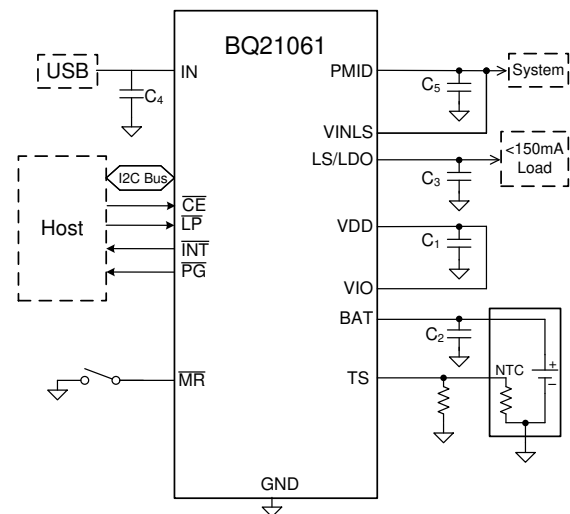 BQ21061
USB
IN
C4
I2C Bus
Host
CE
LP
INT
PG
MR
GND
PMID
System
C5
VINLS
LS/LDO
<150mA
Load
C3
VDD
C1
VIO
BAT
C2
NTC
+
−
TS